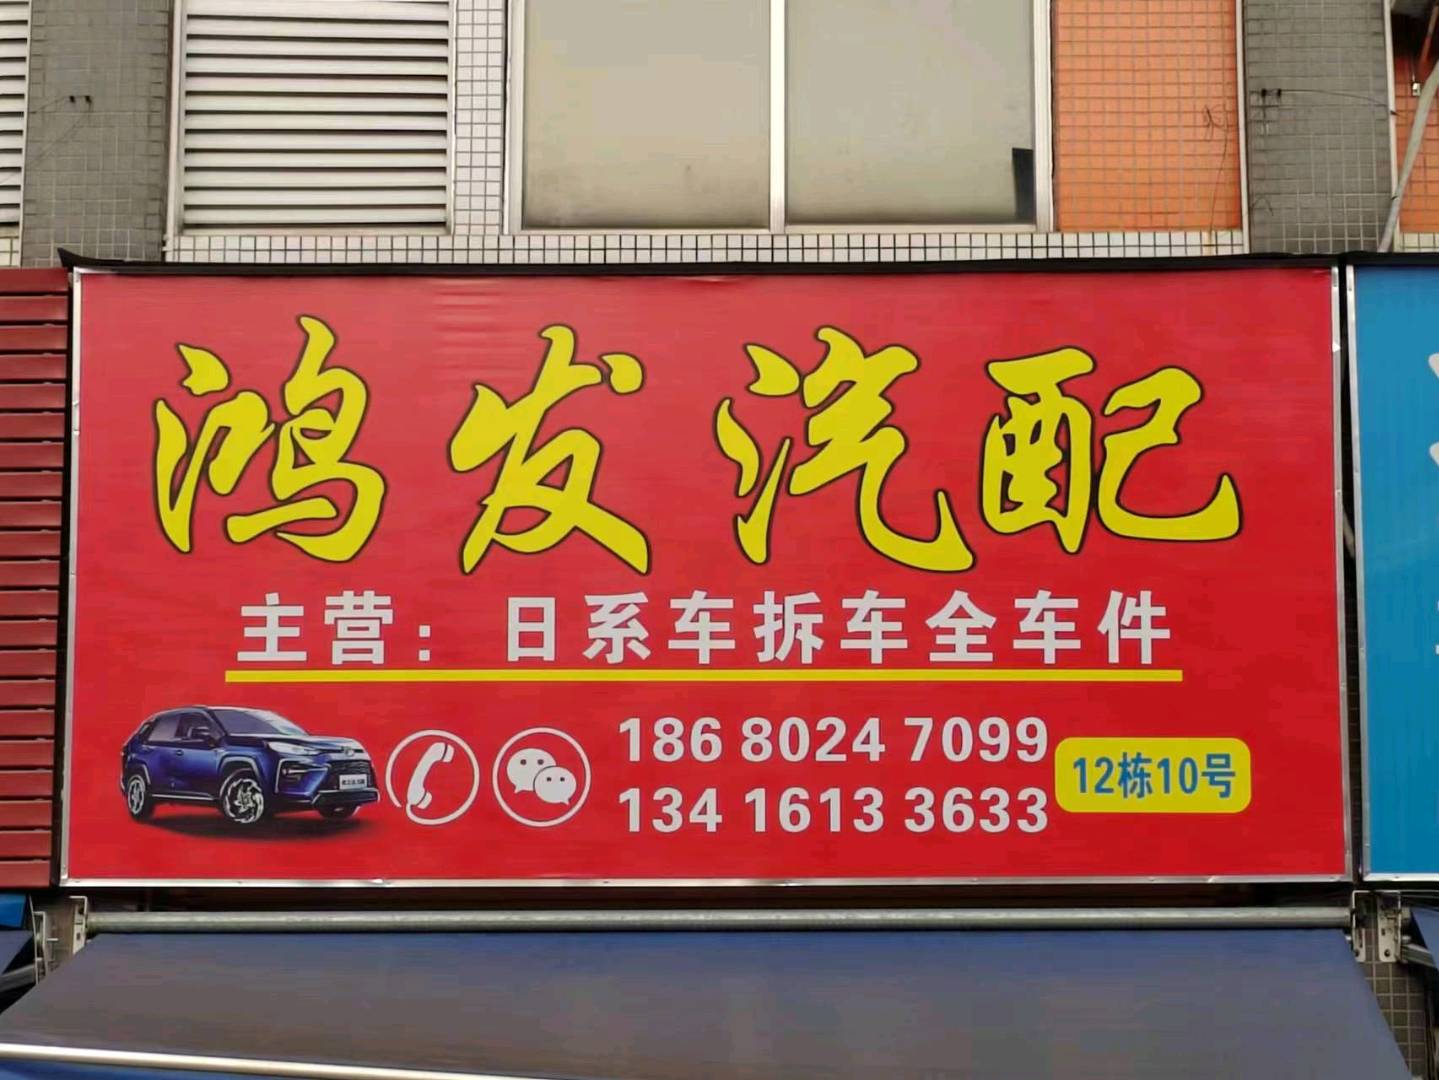 鸿发汽配
主营：日系车拆车全车件
186 8024 7099
134 1613 3633
12栋10号